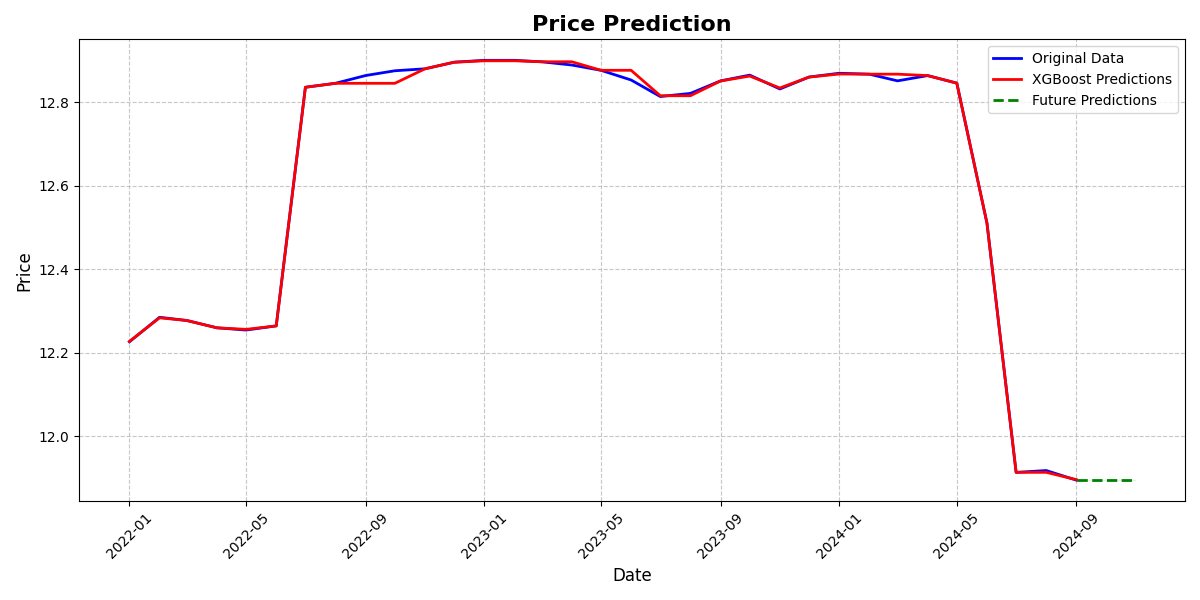 Price Prediction
Original Data
XGBoost Predictions
Future Predictions
Price
12.8
12.6
12.4
12.2
12.0
2022-01
2022-05
2022-09
2023-01
2023-05
2023-09
2024-01
2024-05
2024-09
Date